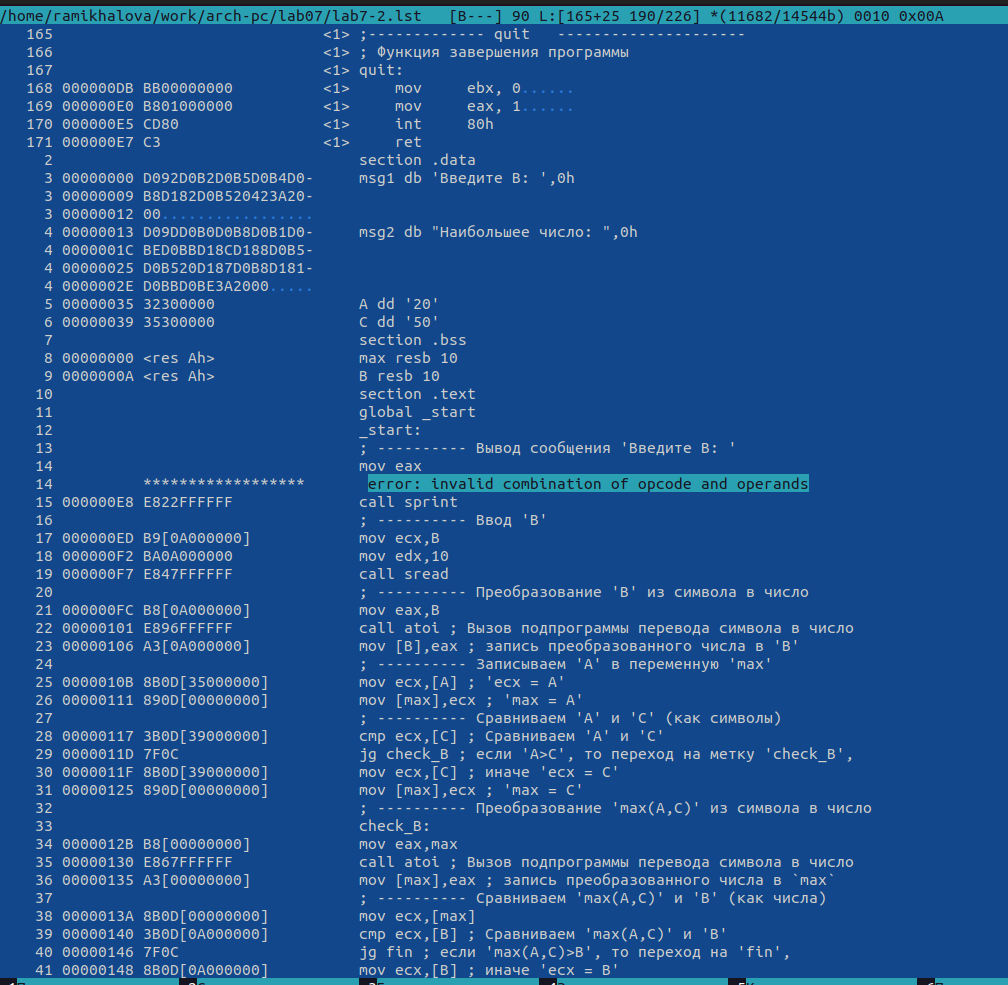 /home/ramikhalova/work/arch-pc/lab07/lab7-2.lst   [B---] 90 L:[165+25 190/226] *(11682/14544b) 0010 0x00A
165 <1> ;------------- quit   ---------------------
166 <1> ; Функция завершения программы
167 <1> quit:
168 000000DB BB00000000 <1> mov ebx, 0......
169 000000E0 B801000000 <1> mov eax, 1......
170 000000E5 CD80 <1> int 80h
171 000000E7 C3 <1> ret
2 section .data
3 00000000 D092D0B2D0B5D0B4D0- msg1 db 'Введите B: ',0h
3 00000009 B8D182D0B520423A20-
3 00000012 00.................
4 00000013 D09DD0B0D0B8D0B1D0- msg2 db "Наибольшее число: ",0h
4 0000001C BED0BBD18CD188D0B5-
4 00000025 D0B520D187D0B8D181-
4 0000002E D0BBD0BE3A2000.....
5 00000035 32300000 A dd '20'
6 00000039 35300000 C dd '50'
7 section .bss
8 00000000 <res Ah> max resb 10
9 0000000A <res Ah> B resb 10
10 section .text
11 global _start
12 _start:
13 ; ---------- Вывод сообщения 'Введите B: '
14 mov eax
14 ****************** error: invalid combination of opcode and operands
15 000000E8 E822FFFFFF call sprint
16 ; ---------- Ввод 'B'
17 000000ED B9[0A000000] mov ecx,B
18 000000F2 BA0A000000 mov edx,10
19 000000F7 E847FFFFFF call sread
20 ; ---------- Преобразование 'B' из символа в число
21 000000FC B8[0A000000] mov eax,B
22 00000101 E896FFFFFF call atoi ; Вызов подпрограммы перевода символа в число
23 00000106 A3[0A000000] mov [B],eax ; запись преобразованного числа в 'B'
24 ; ---------- Записываем 'A' в переменную 'max'
25 0000010B 8B0D[35000000] mov ecx,[A] ; 'ecx = A'
26 00000111 890D[00000000] mov [max],ecx ; 'max = A'
27 ; ---------- Сравниваем 'A' и 'С' (как символы)
28 00000117 3B0D[39000000] cmp ecx,[C] ; Сравниваем 'A' и 'С'
29 0000011D 7F0C jg check_B ; если 'A>C', то переход на метку 'check_B',
30 0000011F 8B0D[39000000] mov ecx,[C] ; иначе 'ecx = C'
31 00000125 890D[00000000] mov [max],ecx ; 'max = C'
32 ; ---------- Преобразование 'max(A,C)' из символа в число
33 check_B:
34 0000012B B8[00000000] mov eax,max
35 00000130 E867FFFFFF call atoi ; Вызов подпрограммы перевода символа в число
36 00000135 A3[00000000] mov [max],eax ; запись преобразованного числа в `max`
37 ; ---------- Сравниваем 'max(A,C)' и 'B' (как числа)
38 0000013A 8B0D[00000000] mov ecx,[max]
39 00000140 3B0D[0A000000] cmp ecx,[B] ; Сравниваем 'max(A,C)' и 'B'
40 00000146 7F0C jg fin ; если 'max(A,C)>B', то переход на 'fin',
41 00000148 8B0D[0A000000] mov ecx,[B] ; иначе 'ecx = B'